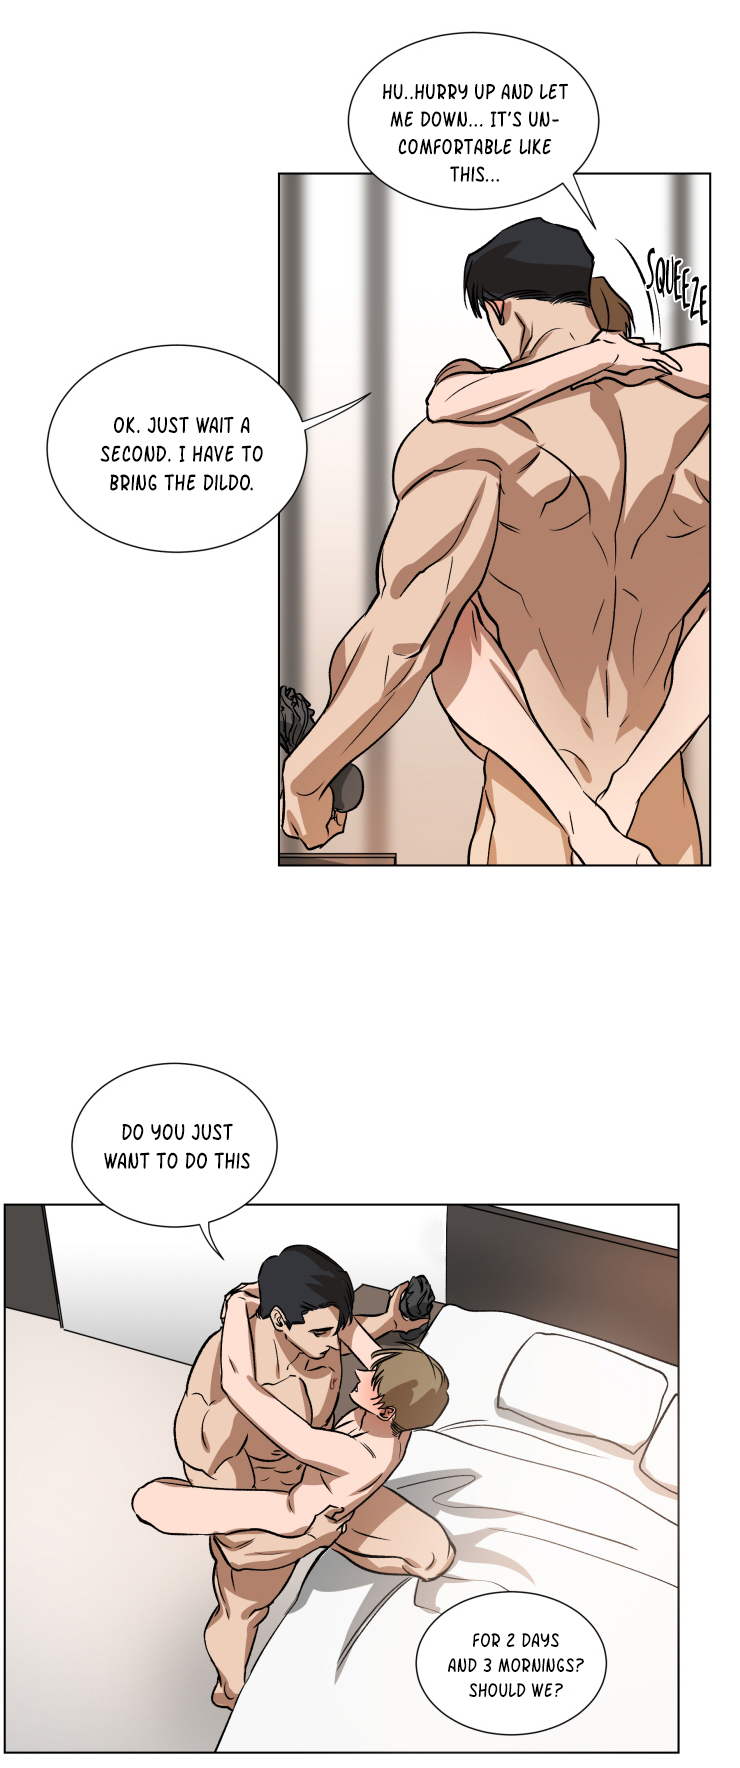 HU..HURRY UP AND LET
ME DOWN... IT'S UN-
COMFORTABLE LIKE
THIS...
SQUEEZE
OK. JUST WAIT A
SECOND. I HAVE TO
BRING THE DILDO.
DO YOU JUST
WANT TO DO THIS
FOR 2 DAYS
AND 3 MORNINGS?
SHOULD WE?